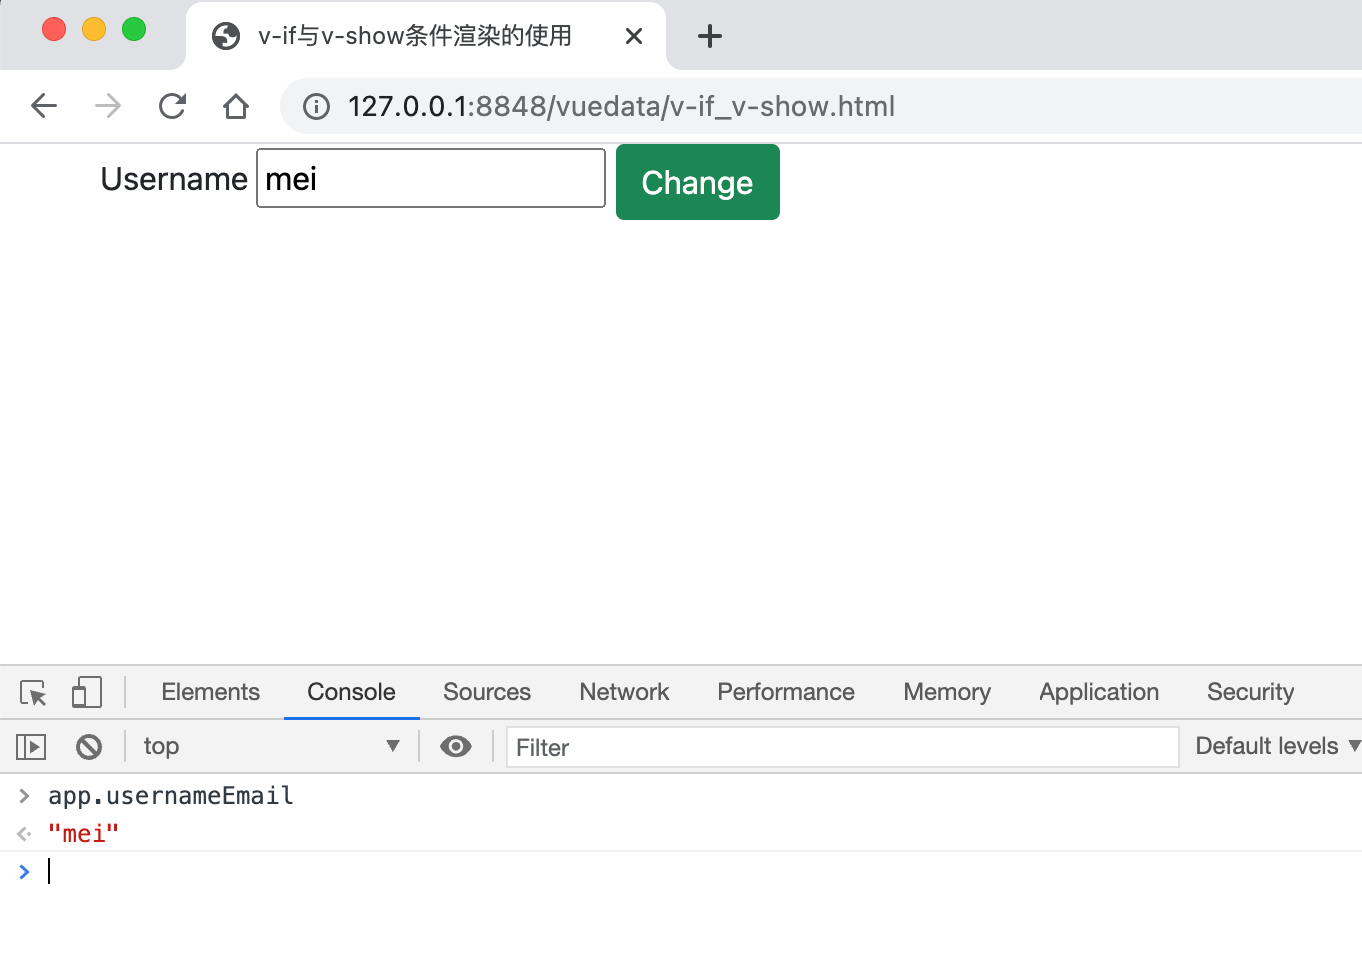 v-if与v-show条件渲染的使用
127.0.0.1:8848/vuedata/v-if_v-show.html
Username mei Change
Elements Console Sources Network Performance Memory Application Security
top Filter Default levels
app.usernameEmail
"mei"